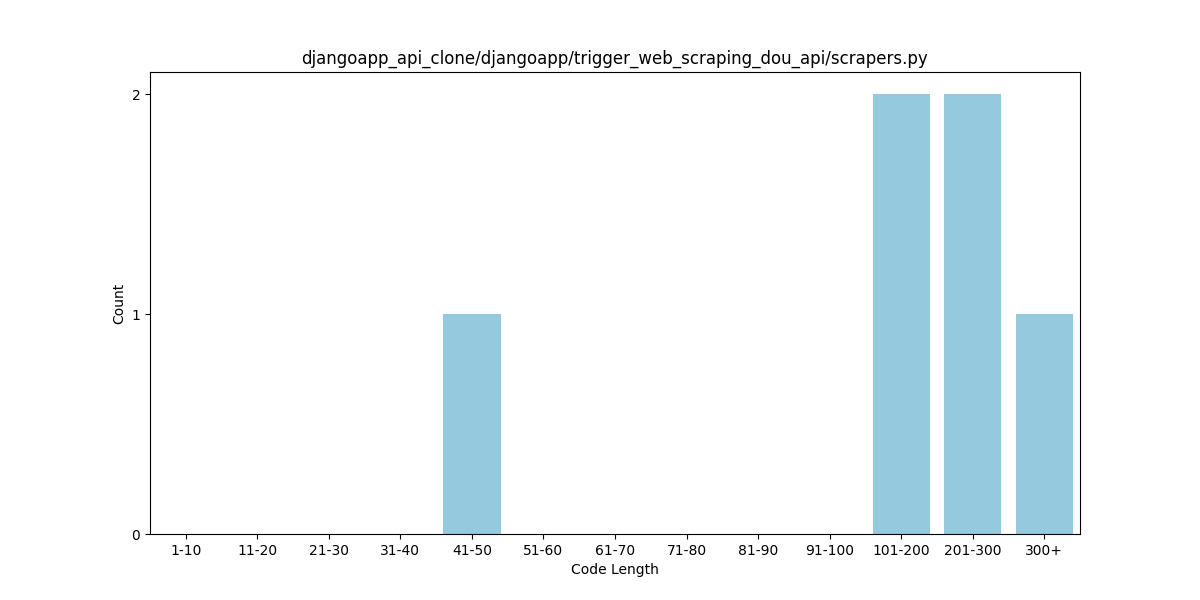 djangoapp_api_clone/djangoapp/trigger_web_scraping_dou_api/scrapers.py
Count
2
1
0
1-10 11-20 21-30 31-40 41-50 51-60 61-70 71-80 81-90 91-100 101-200 201-300 300+
Code Length